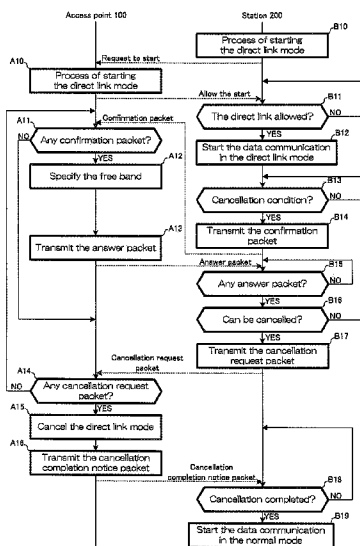 Access point 100
Station 200
B10
Process of starting
the direct link mode
Request to start
A10
Process of starting
the direct link mode
Allow the start
B11
The direct link allowed?
NO
YES
B12
Start the data communication
in the direct link mode
Confirmation packet
A11
Any confirmation packet?
NO
YES
A12
Specify the free band
B13
Cancellation condition?
NO
YES
B14
Transmit the confirmation
packet
A13
Transmit the answer packet
Answer packet
B15
Any answer packet?
NO
YES
B16
Can be cancelled?
NO
YES
B17
Transmit the cancellation
request packet
Cancellation request
packet
A14
Any cancellation request
packet?
NO
YES
A15
Cancel the direct link mode
A16
Transmit the cancellation
completion notice packet
Cancellation
completion notice packet
B18
Cancellation completed?
YES
B19
Start the data communication
in the normal mode